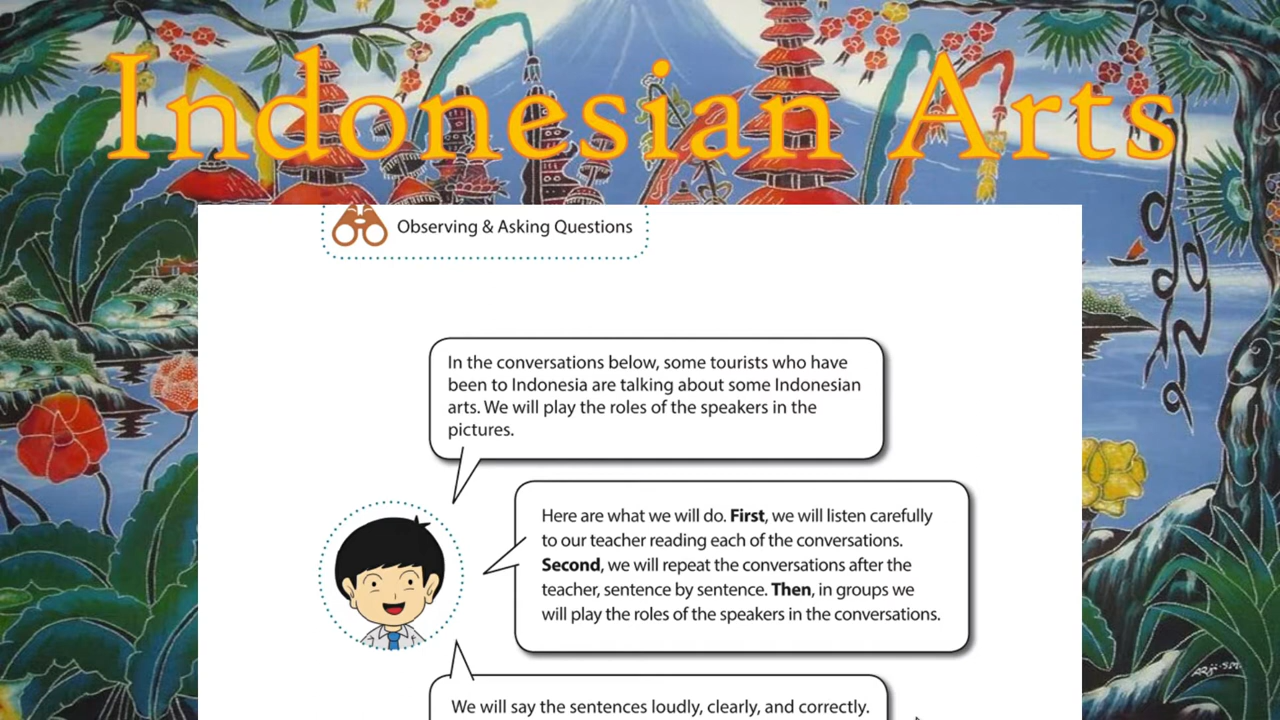 Indonesian Arts
Observing & Asking Questions
In the conversations below, some tourists who have
been to Indonesia are talking about some Indonesian
arts. We will play the roles of the speakers in the
pictures.
Here are what we will do. First, we will listen carefully
to our teacher reading each of the conversations.
Second, we will repeat the conversations after the
teacher, sentence by sentence. Then, in groups we
will play the roles of the speakers in the conversations.
We will say the sentences loudly, clearly, and correctly.